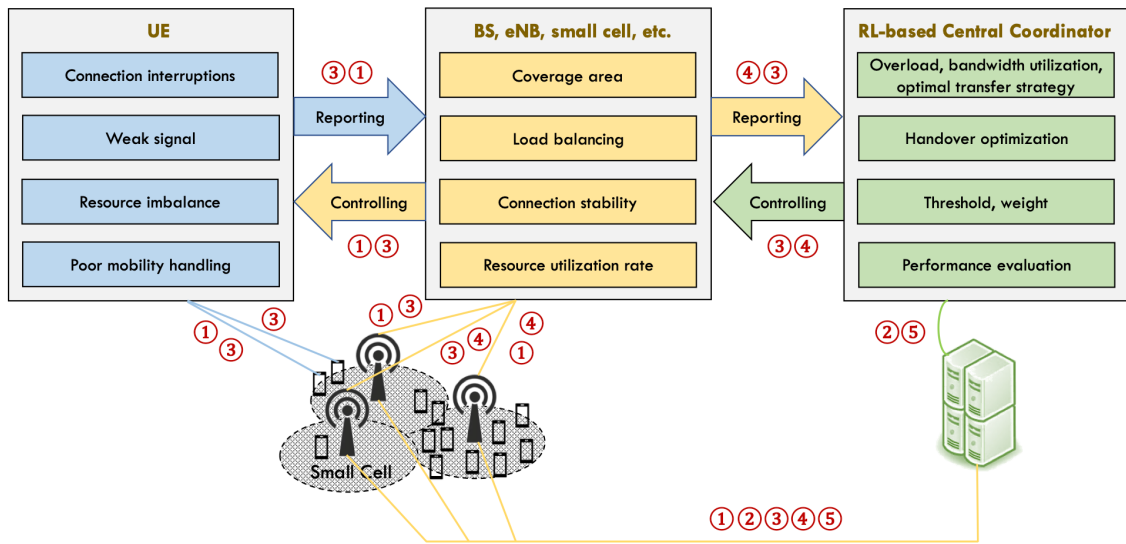 UE
Connection interruptions
Weak signal
Resource imbalance
Poor mobility handling
③①
Reporting
Controlling
①③
BS, eNB, small cell, etc.
Coverage area
Load balancing
Connection stability
Resource utilization rate
④③
Reporting
Controlling
③④
RL-based Central Coordinator
Overload, bandwidth utilization,
optimal transfer strategy
Handover optimization
Threshold, weight
Performance evaluation
①
③
③
①
③
③
④
④
①
②⑤
Small Cell
①②③④⑤